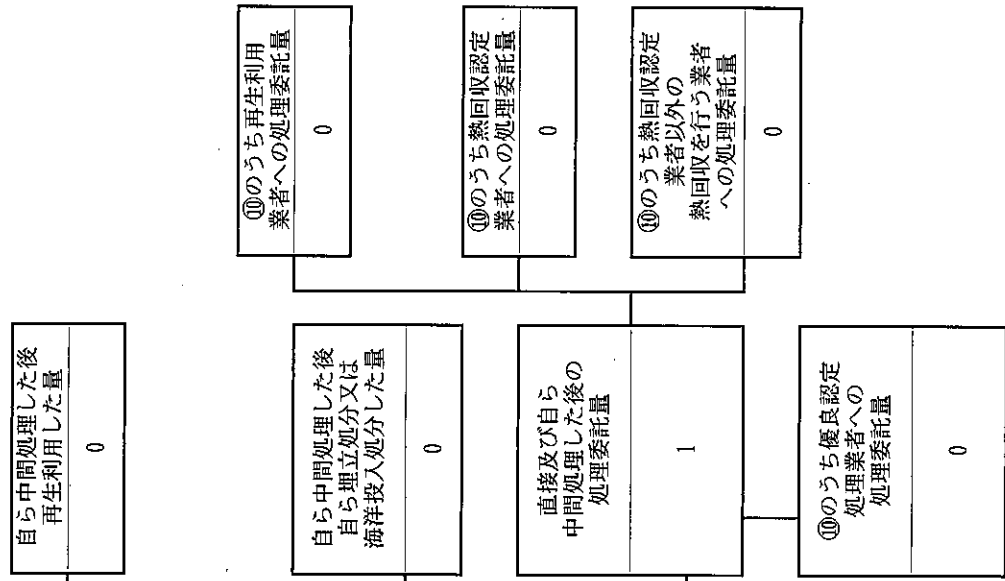 自ら中間処理した後
再生利用した量
0
自ら中間処理した後
自ら埋立処分又は
海洋投入処分した量
0
直接及び自ら
中間処理した後の
処理委託量
1
⑩のうち優良認定
処理業者への
処理委託量
0
⑩のうち再生利用
業者への処理委託量
0
⑩のうち熱回収認定
業者への処理委託量
0
⑩のうち熱回収認定
業者以外の
熱回収を行う業者
への処理委託量
0